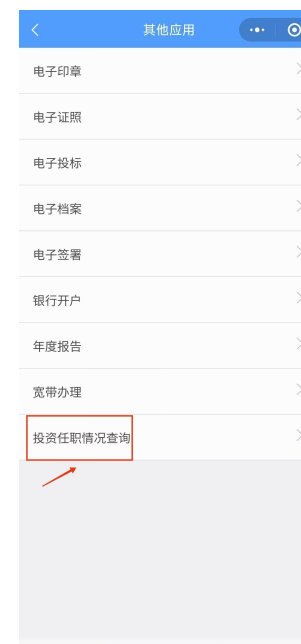 其他应用
电子印章
电子证照
电子投标
电子档案
电子签署
银行开户
年度报告
宽带办理
投资任职情况查询